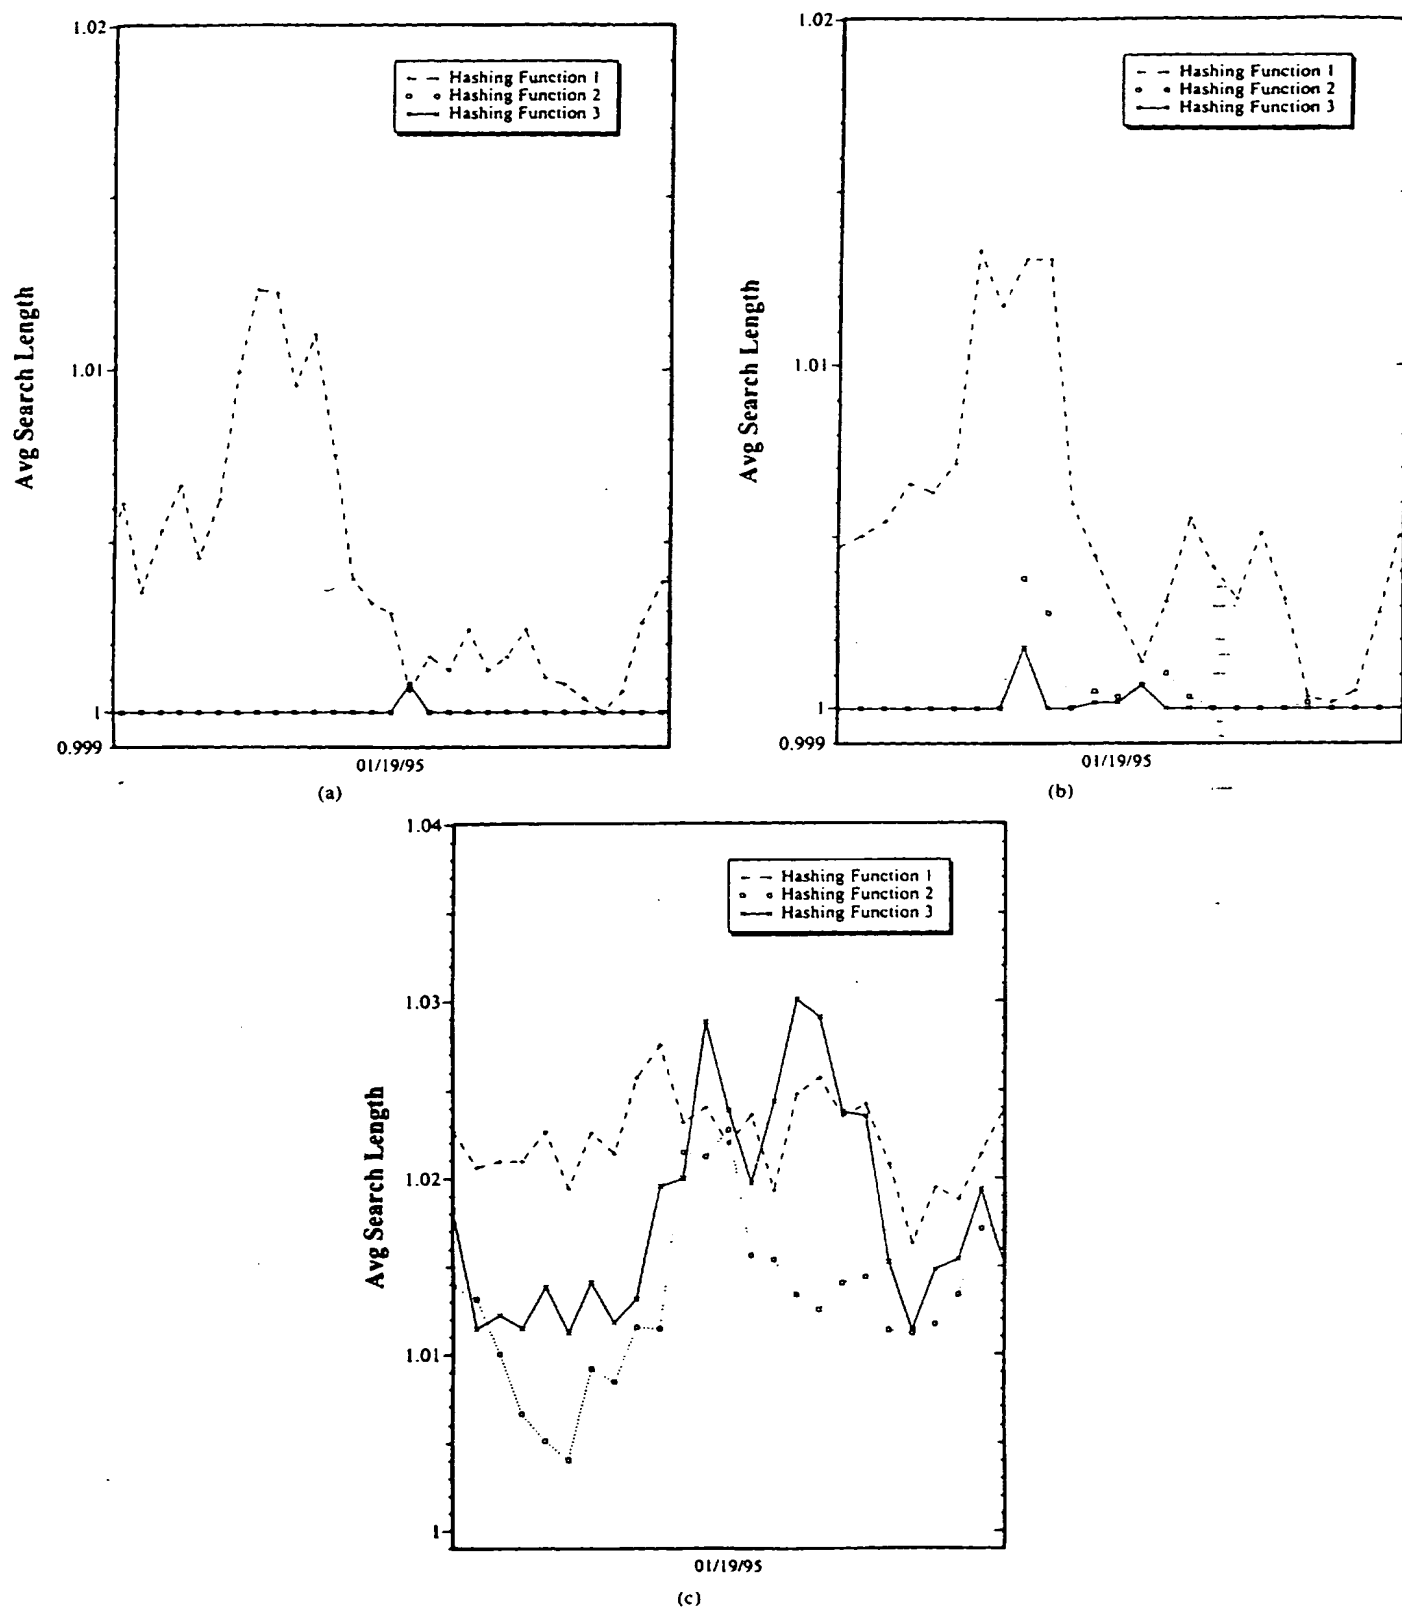 1.02
Hashing Function 1
Hashing Function 2
Hashing Function 3
Avg Search Length
1.01
1
0.999
01/19/95
(a)
1.02
Hashing Function 1
Hashing Function 2
Hashing Function 3
Avg Search Length
1.01
1
0.999
01/19/95
(b)
1.04
Hashing Function 1
Hashing Function 2
Hashing Function 3
1.03
Avg Search Length
1.02
1.01
1
01/19/95
(c)